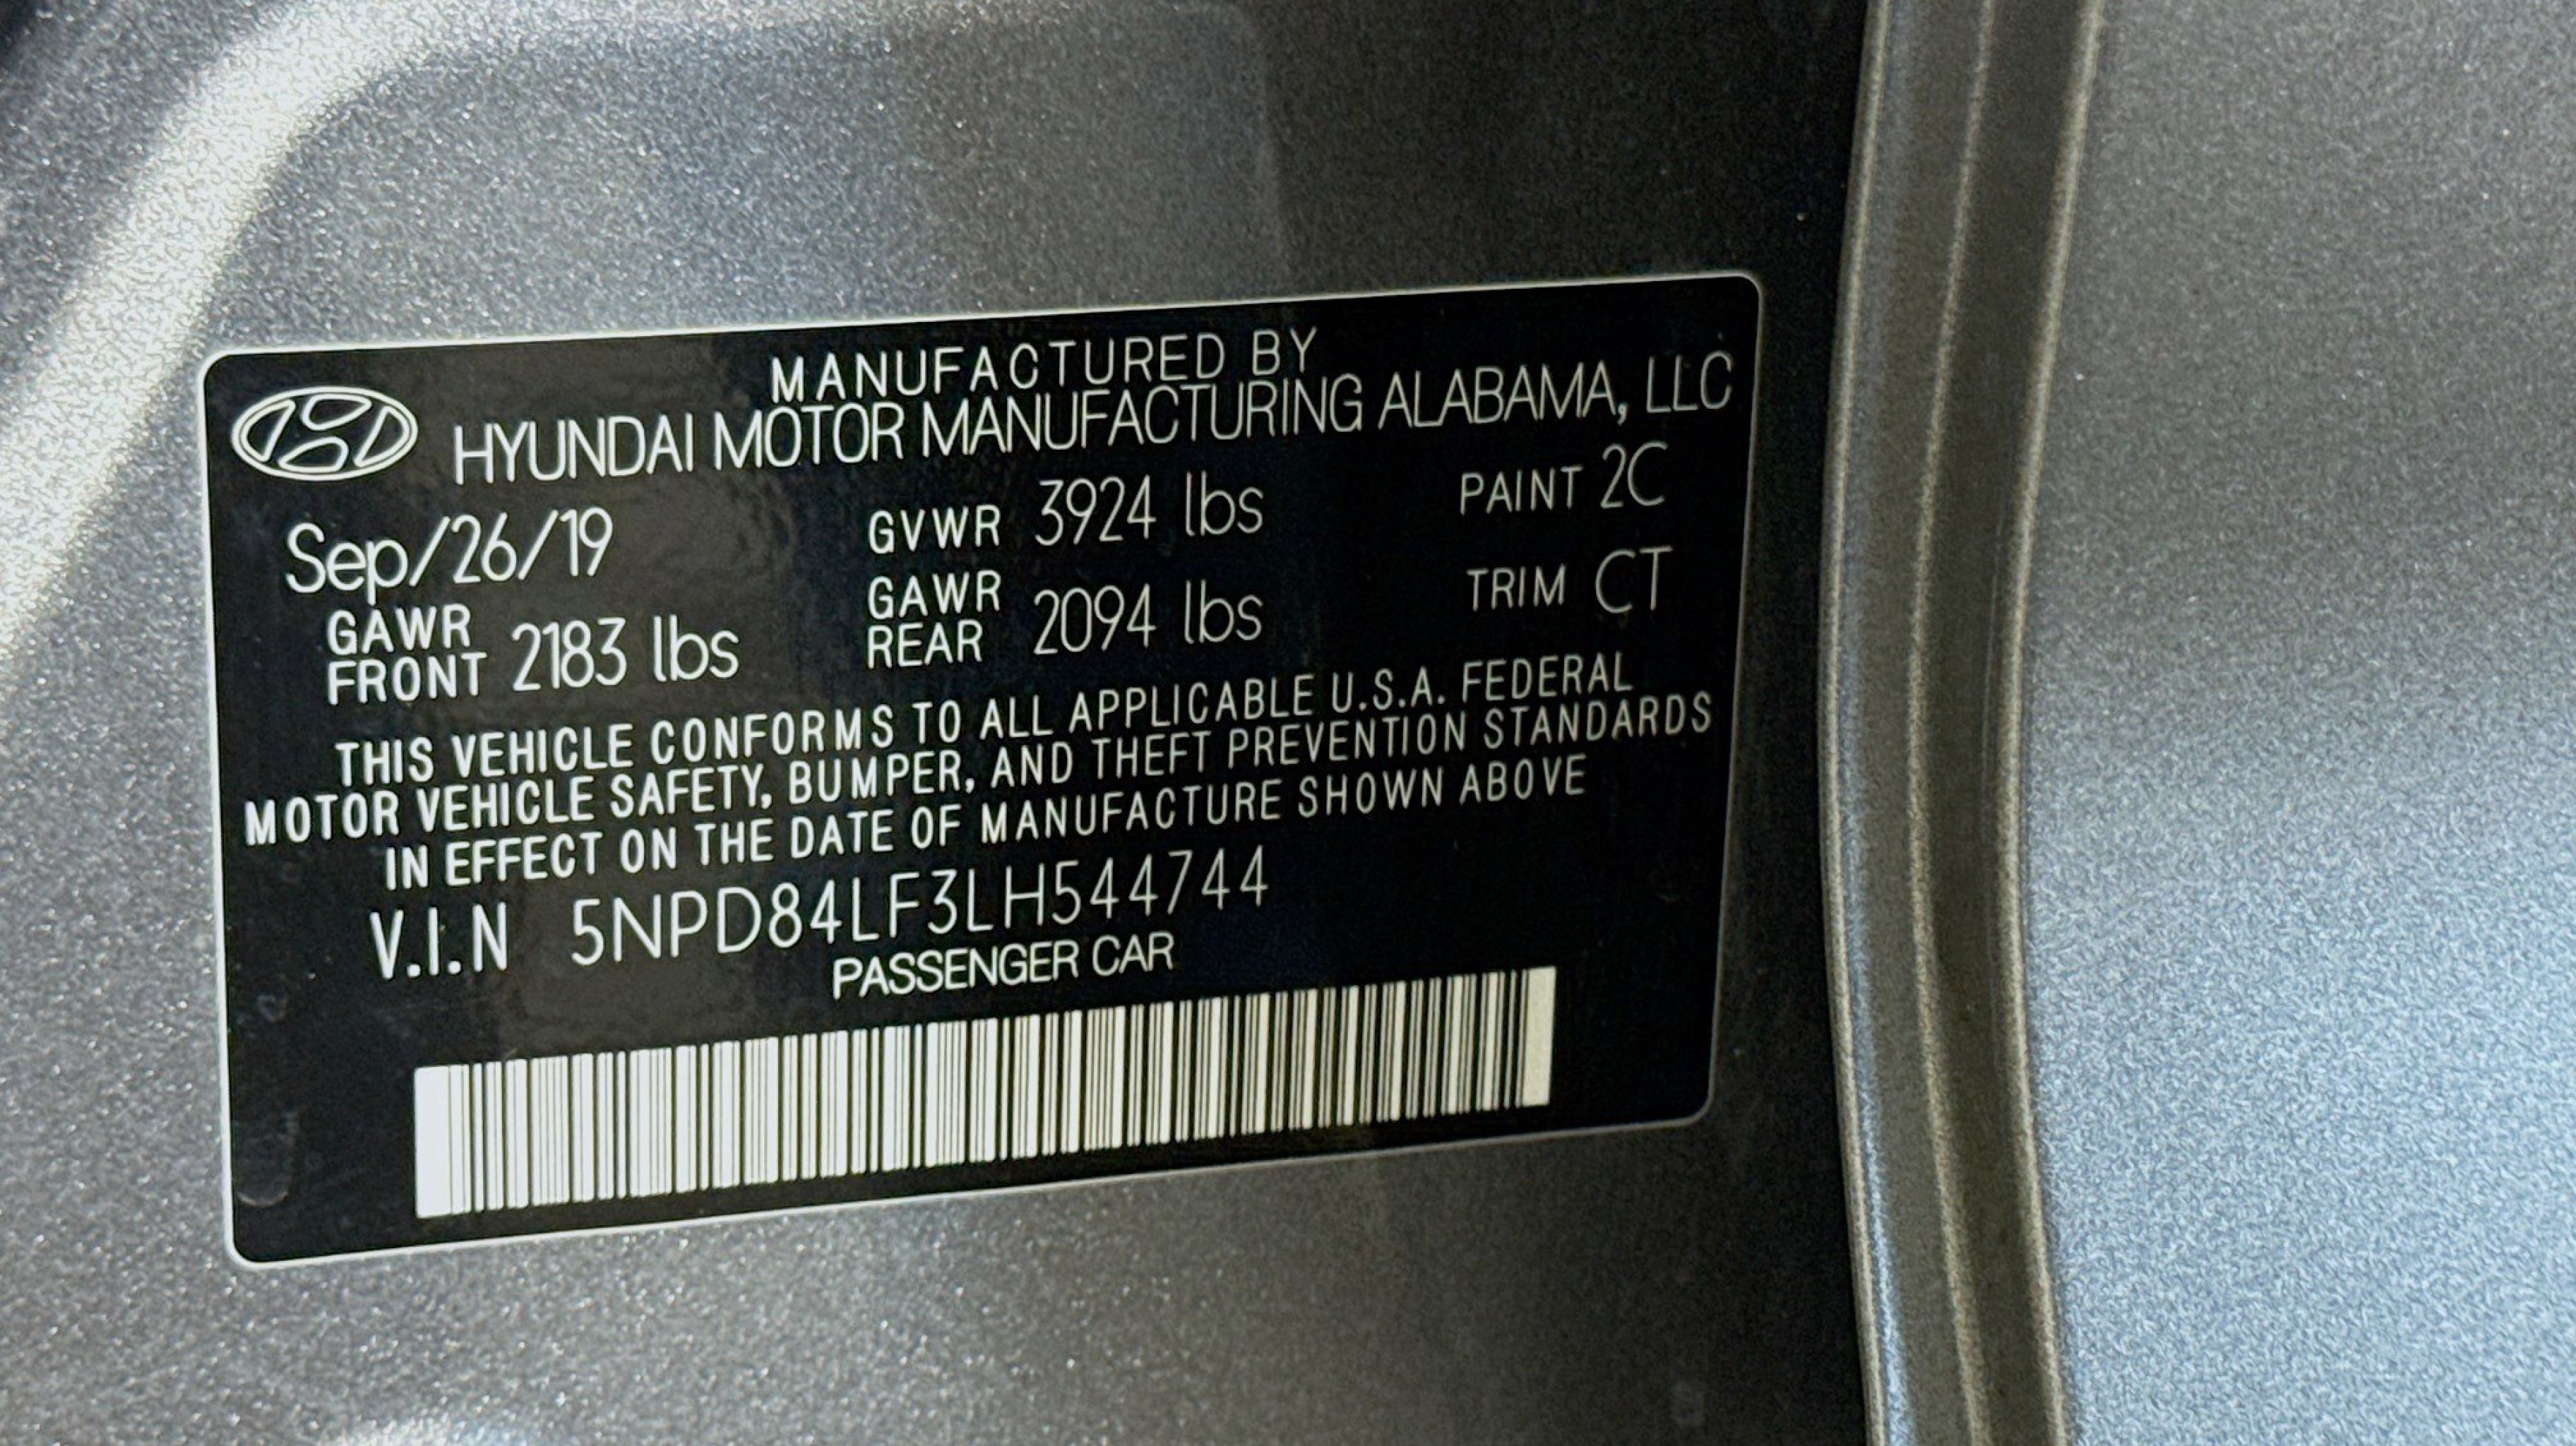 MANUFACTURED BY
HYUNDAI MOTOR MANUFACTURING ALABAMA, LLC
Sep/26/19 GVWR 3924 lbs PAINT 2C
GAWR FRONT 2183 lbs GAWR REAR 2094 lbs TRIM CT
THIS VEHICLE CONFORMS TO ALL APPLICABLE U.S.A. FEDERAL
MOTOR VEHICLE SAFETY, BUMPER, AND THEFT PREVENTION STANDARDS
IN EFFECT ON THE DATE OF MANUFACTURE SHOWN ABOVE
V.I.N 5NPD84LF3LH544744
PASSENGER CAR